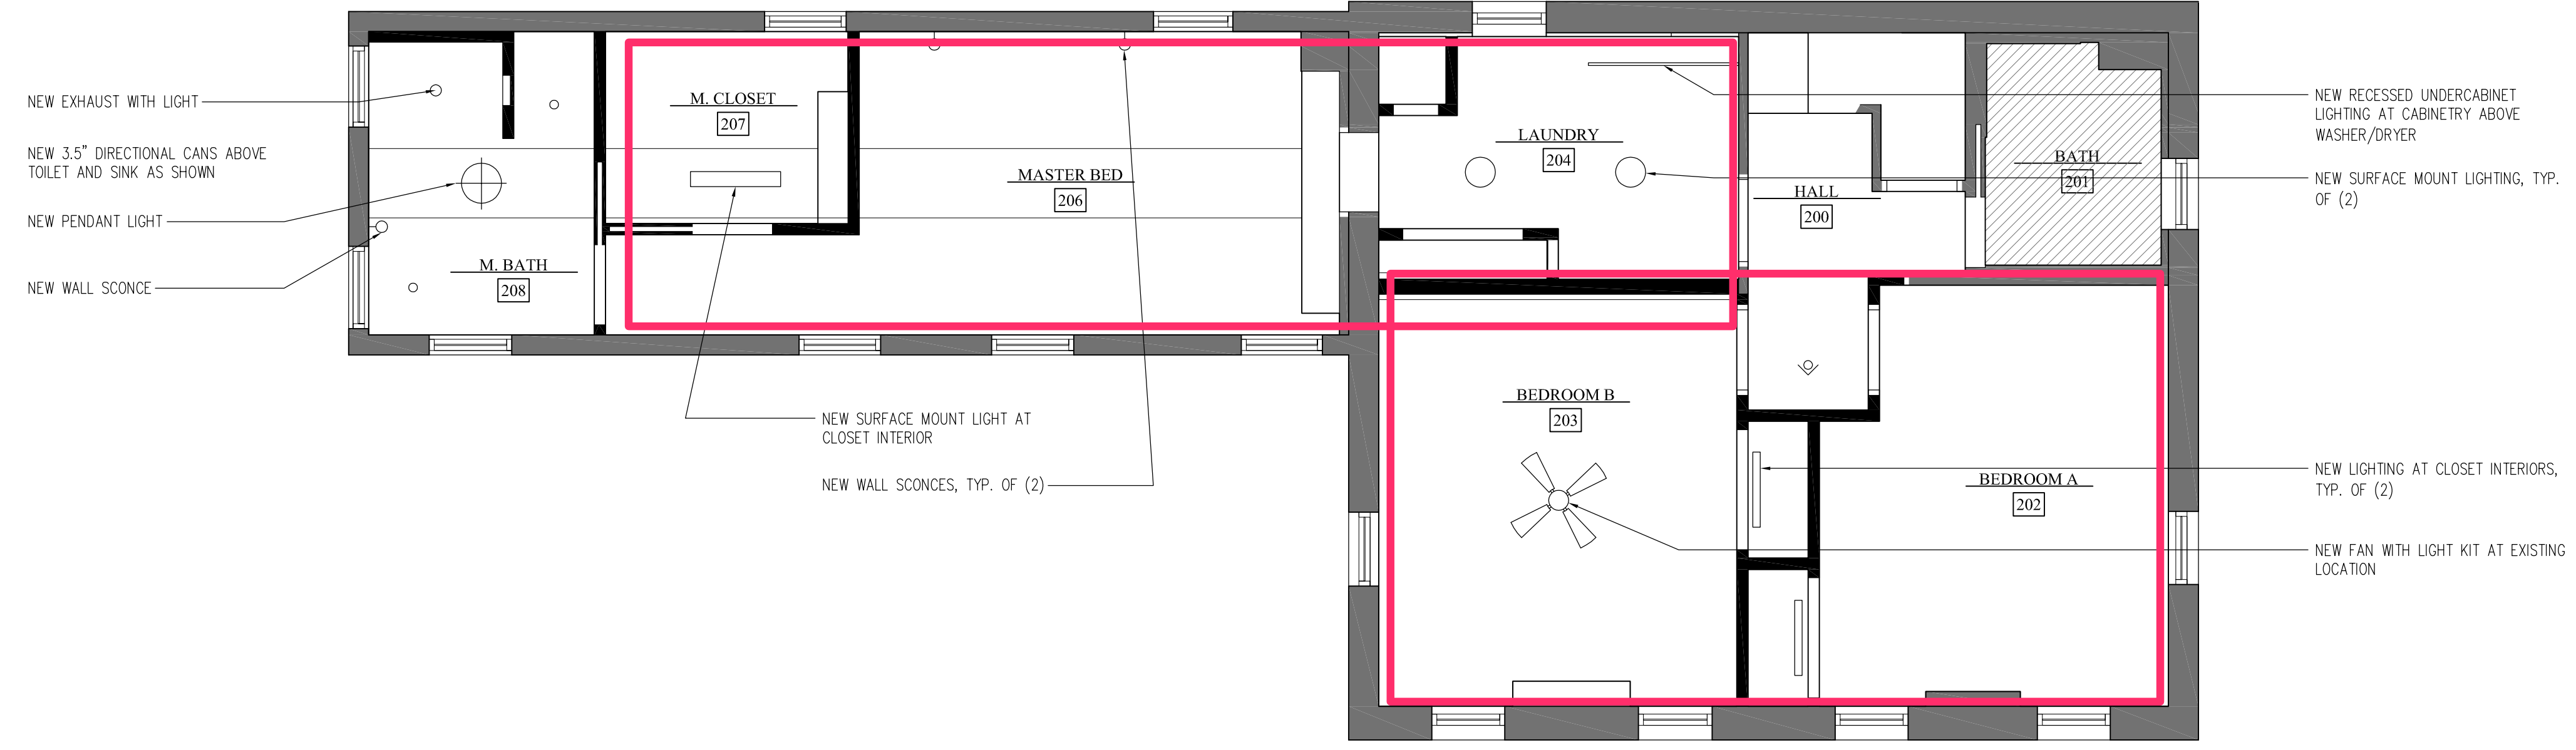 NEW EXHAUST WITH LIGHT
NEW 3.5" DIRECTIONAL CANS ABOVE
TOILET AND SINK AS SHOWN
NEW PENDANT LIGHT
NEW WALL SCONCE
M. BATH
208
M. CLOSET
207
MASTER BED
206
NEW SURFACE MOUNT LIGHT AT
CLOSET INTERIOR
NEW WALL SCONCES, TYP. OF (2)
LAUNDRY
204
HALL
200
BATH
201
BEDROOM B
203
BEDROOM A
202
NEW RECESSED UNDERCABINET
LIGHTING AT CABINETRY ABOVE
WASHER/DRYER
NEW SURFACE MOUNT LIGHTING, TYP.
OF (2)
NEW LIGHTING AT CLOSET INTERIORS,
TYP. OF (2)
NEW FAN WITH LIGHT KIT AT EXISTING
LOCATION